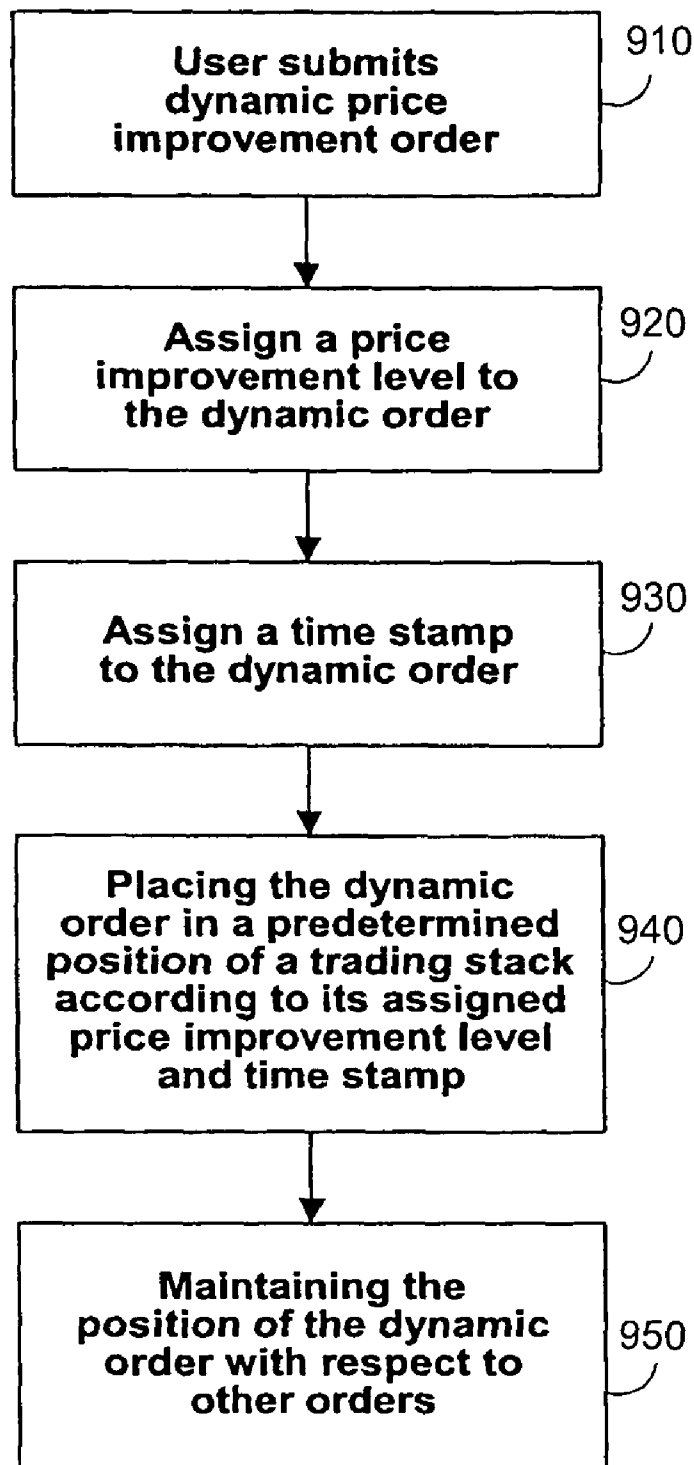 910
User submits
dynamic price
improvement order
920
Assign a price
improvement level to
the dynamic order
930
Assign a time stamp
to the dynamic order
940
Placing the dynamic
order in a predetermined
position of a trading stack
according to its assigned
price improvement level
and time stamp
950
Maintaining the
position of the dynamic
order with respect to
other orders